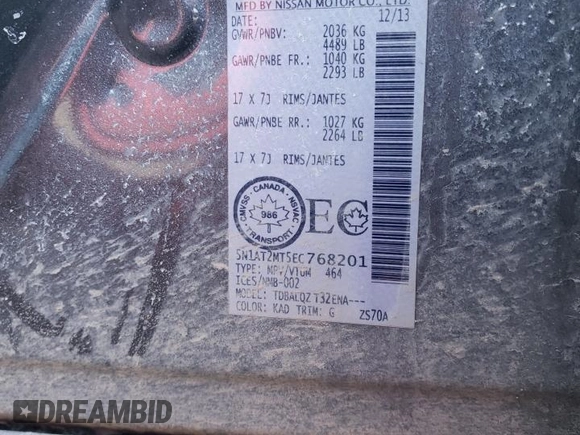 MFD BY NISSAN MOTOR CO., LTD.
DATE: 12/13
GVWR/PNBV: 2036 KG
4489 LB
GAWR/PNBE FR.: 1040 KG
2293 LB
17 X 7J RIMS/JANTES
GAWR/PNBE RR.: 1027 KG
2264 LB
17 X 7J RIMS/JANTES
CMVSS - CANADA - NSVAC
986
TRANSPORT
EC
5N1AT2MT5EC768201
TYPE: MPV/VTUM 464
ICES/NMB-002
MODEL: TDBALQZ T32ENA---
COLOR: KAD TRIM: G ZS70A
DREAMBID